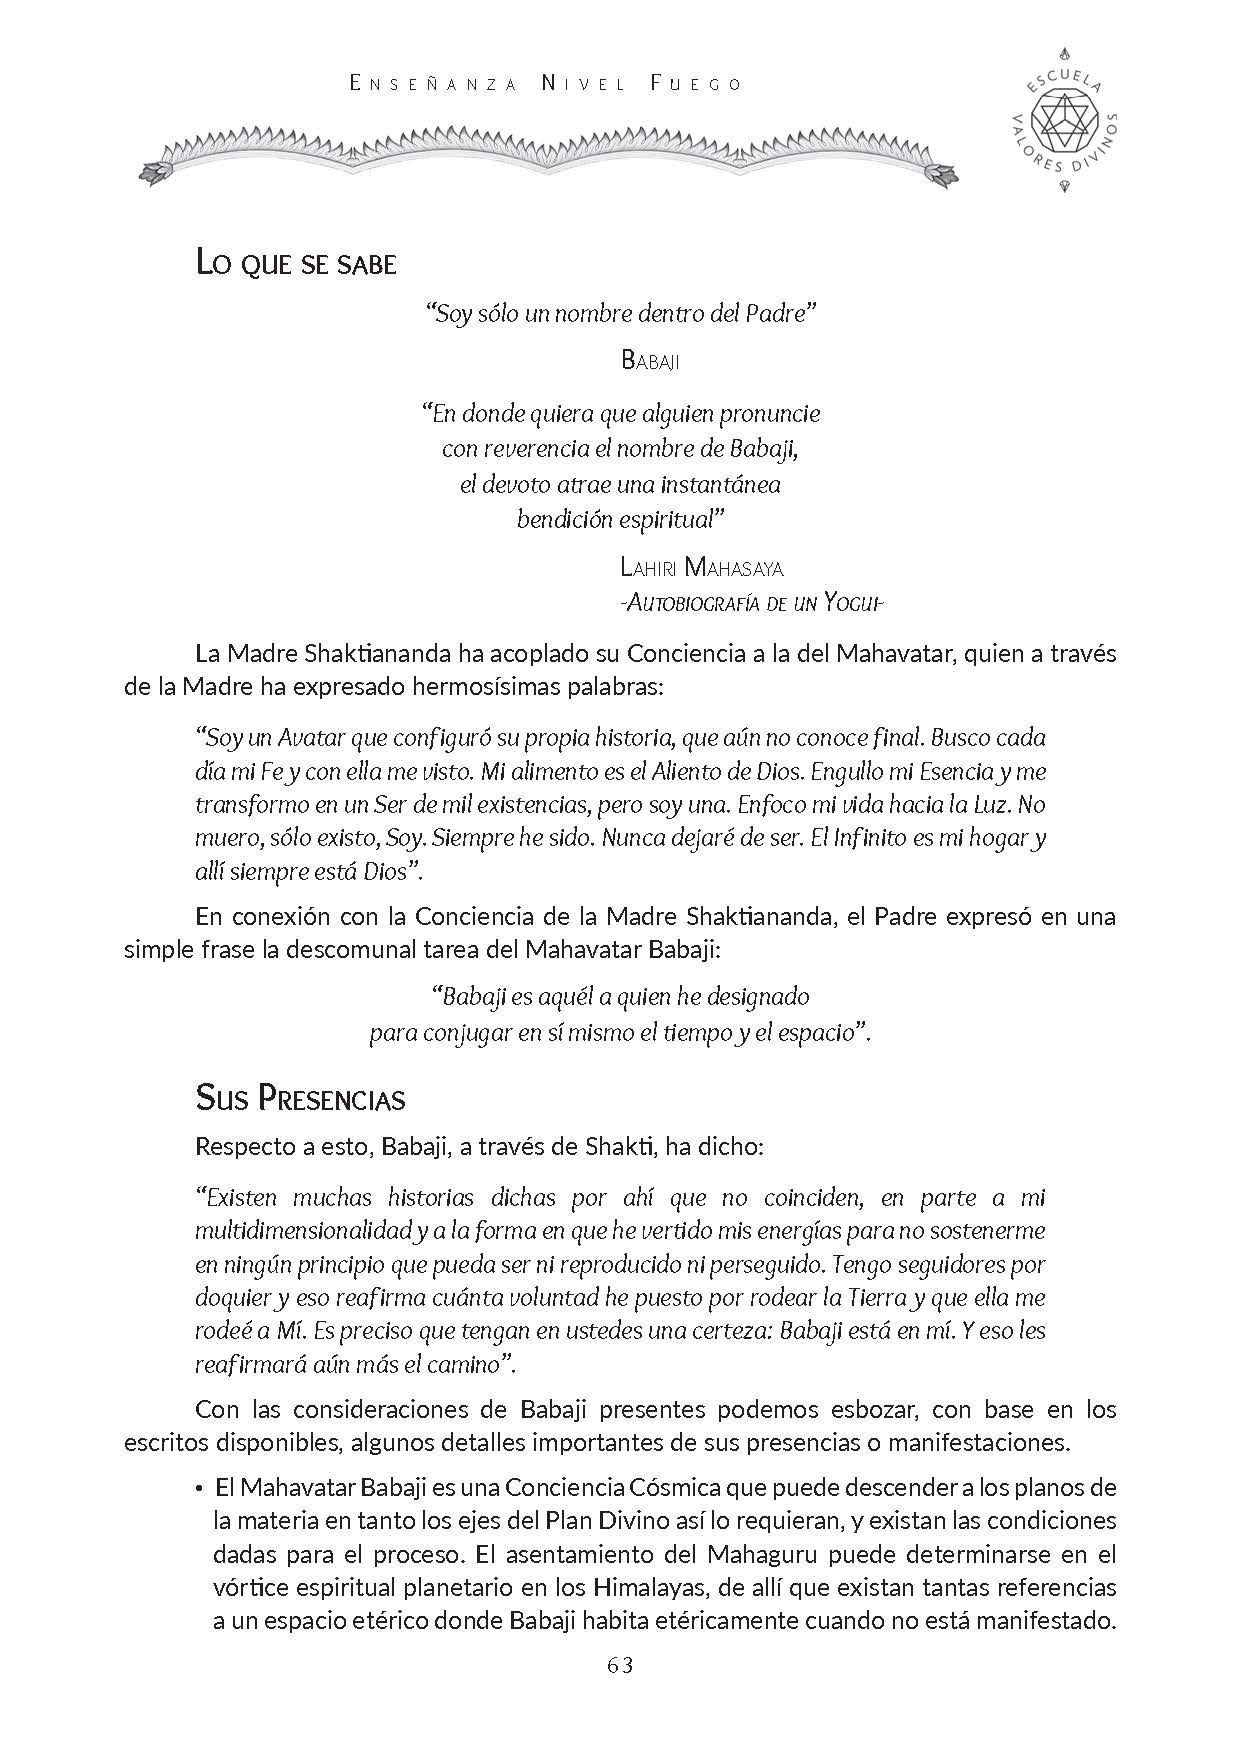 Enseñanza Nivel Fuego
ESCUELA
VALORES DIVINOS
Lo que se sabe
“Soy sólo un nombre dentro del Padre”
Babaji
“En donde quiera que alguien pronuncie
con reverencia el nombre de Babaji,
el devoto atrae una instantánea
bendición espiritual”
Lahiri Mahasaya
-Autobiografía de un Yogui-
La Madre Shaktiananda ha acoplado su Conciencia a la del Mahavatar, quien a través
de la Madre ha expresado hermosísimas palabras:
“Soy un Avatar que configuró su propia historia, que aún no conoce final. Busco cada
día mi Fe y con ella me visto. Mi alimento es el Aliento de Dios. Engullo mi Esencia y me
transformo en un Ser de mil existencias, pero soy una. Enfoco mi vida hacia la Luz. No
muero, sólo existo, Soy. Siempre he sido. Nunca dejaré de ser. El Infinito es mi hogar y
allí siempre está Dios”.
En conexión con la Conciencia de la Madre Shaktiananda, el Padre expresó en una
simple frase la descomunal tarea del Mahavatar Babaji:
“Babaji es aquél a quien he designado
para conjugar en sí mismo el tiempo y el espacio”.
Sus Presencias
Respecto a esto, Babaji, a través de Shakti, ha dicho:
“Existen muchas historias dichas por ahí que no coinciden, en parte a mi
multidimensionalidad y a la forma en que he vertido mis energías para no sostenerme
en ningún principio que pueda ser ni reproducido ni perseguido. Tengo seguidores por
doquier y eso reafirma cuánta voluntad he puesto por rodear la Tierra y que ella me
rodeé a Mí. Es preciso que tengan en ustedes una certeza: Babaji está en mí. Y eso les
reafirmará aún más el camino”.
Con las consideraciones de Babaji presentes podemos esbozar, con base en los
escritos disponibles, algunos detalles importantes de sus presencias o manifestaciones.
• El Mahavatar Babaji es una Conciencia Cósmica que puede descender a los planos de
la materia en tanto los ejes del Plan Divino así lo requieran, y existan las condiciones
dadas para el proceso. El asentamiento del Mahaguru puede determinarse en el
vórtice espiritual planetario en los Himalayas, de allí que existan tantas referencias
a un espacio etérico donde Babaji habita etéricamente cuando no está manifestado.
63